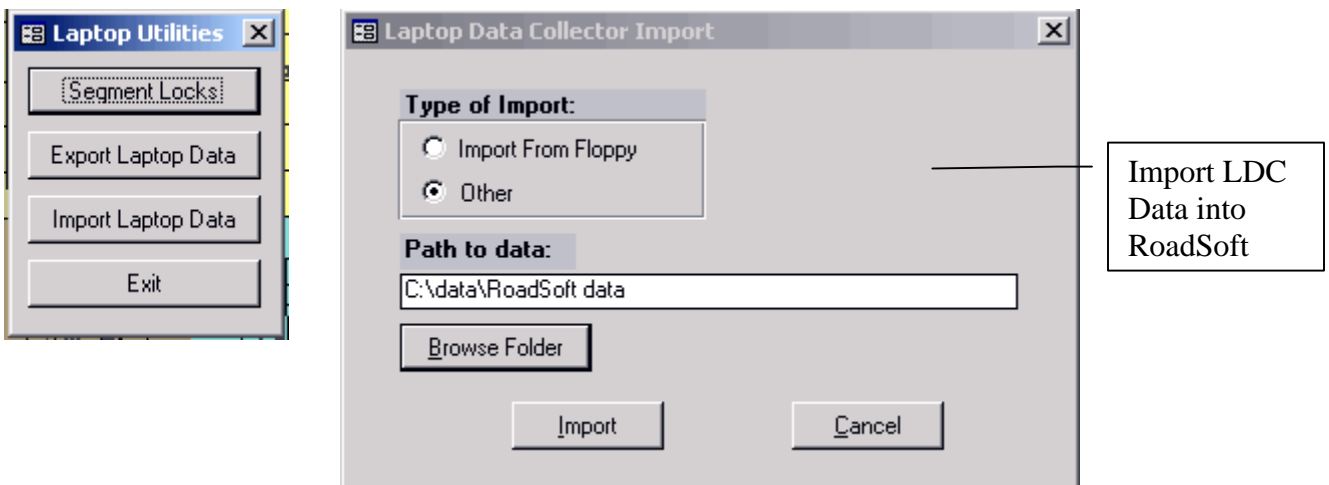 Laptop Utilities
Segment Locks
Export Laptop Data
Import Laptop Data
Exit
Laptop Data Collector Import
Type of Import:
Import From Floppy
Other
Path to data:
C:\data\RoadSoft data
Browse Folder
Import
Cancel
Import LDC
Data into
RoadSoft